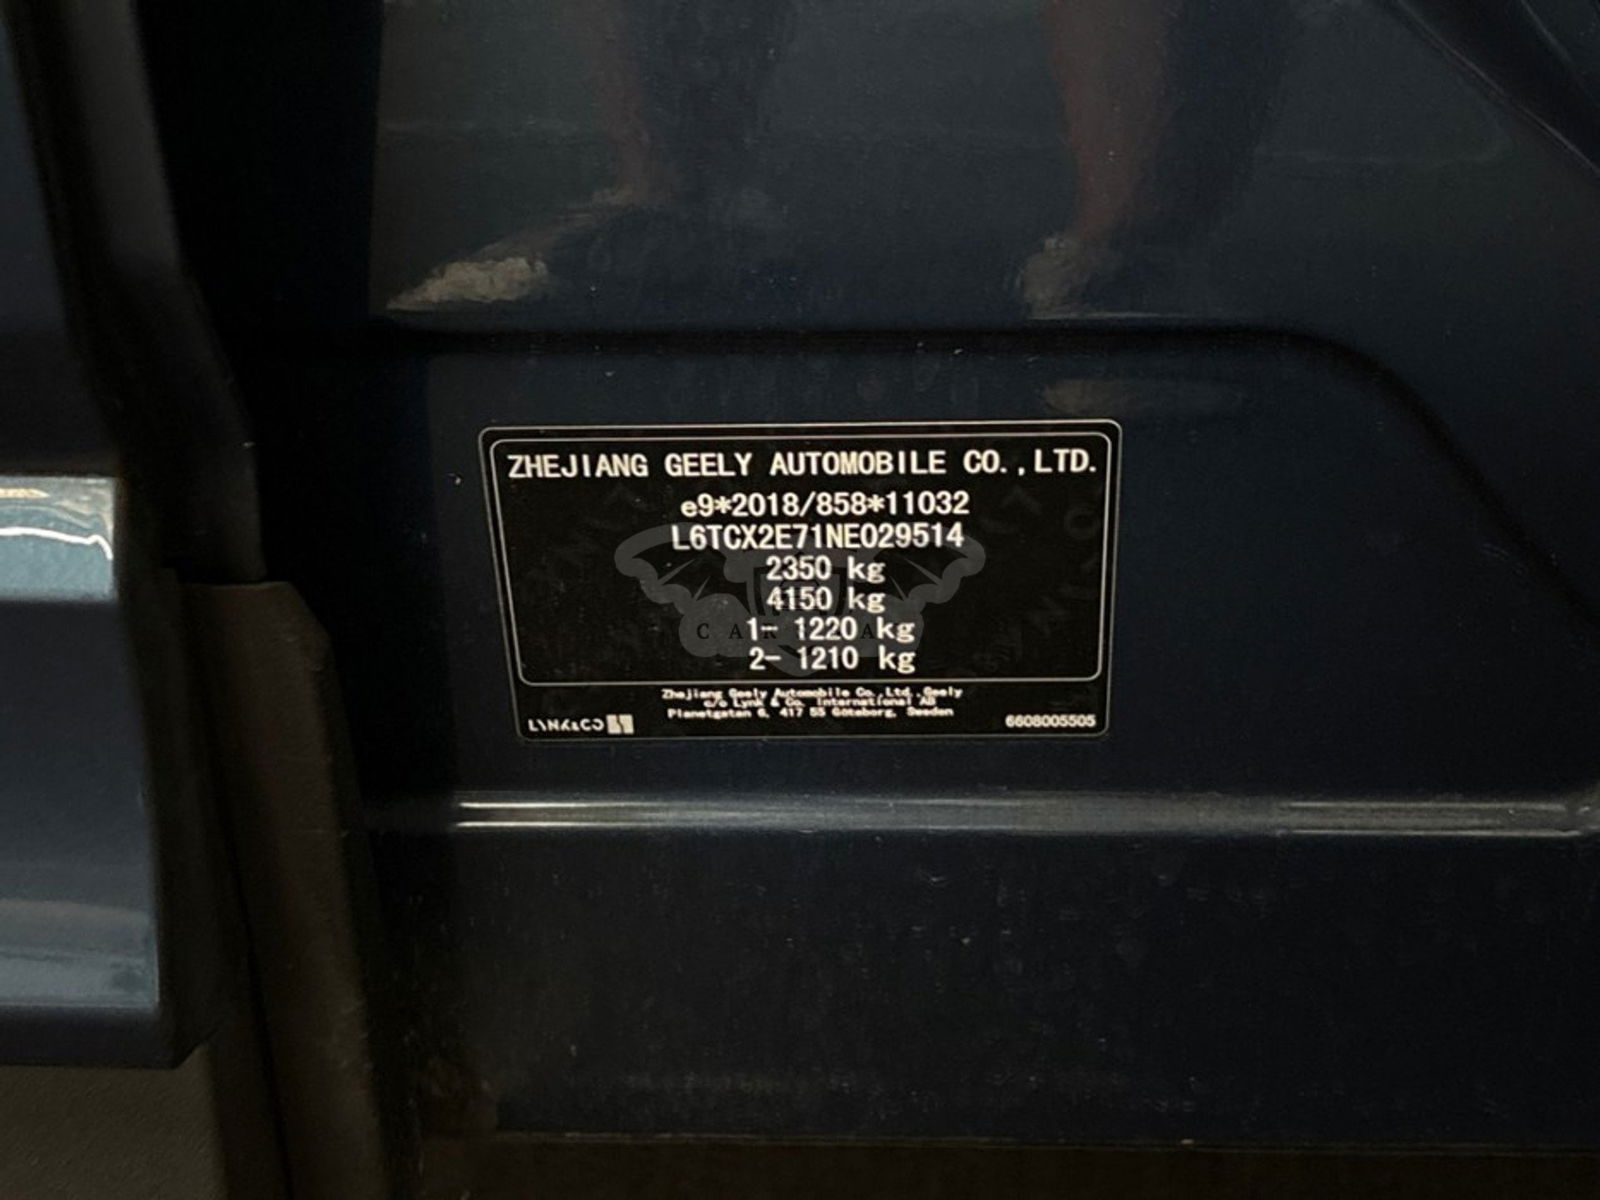 ZHEJIANG GEELY AUTOMOBILE CO.,LTD.
e9*2018/858*11032
L6TCX2E71NE029514
2350 kg
4150 kg
1- 1220 kg
2- 1210 kg
Zhejiang Geely Automobile Co.,Ltd.,Geely
c/o Lynk & Co. International AB
Planetgatan 6, 417 55 Göteborg, Sweden
LYNK&CO
6608005505